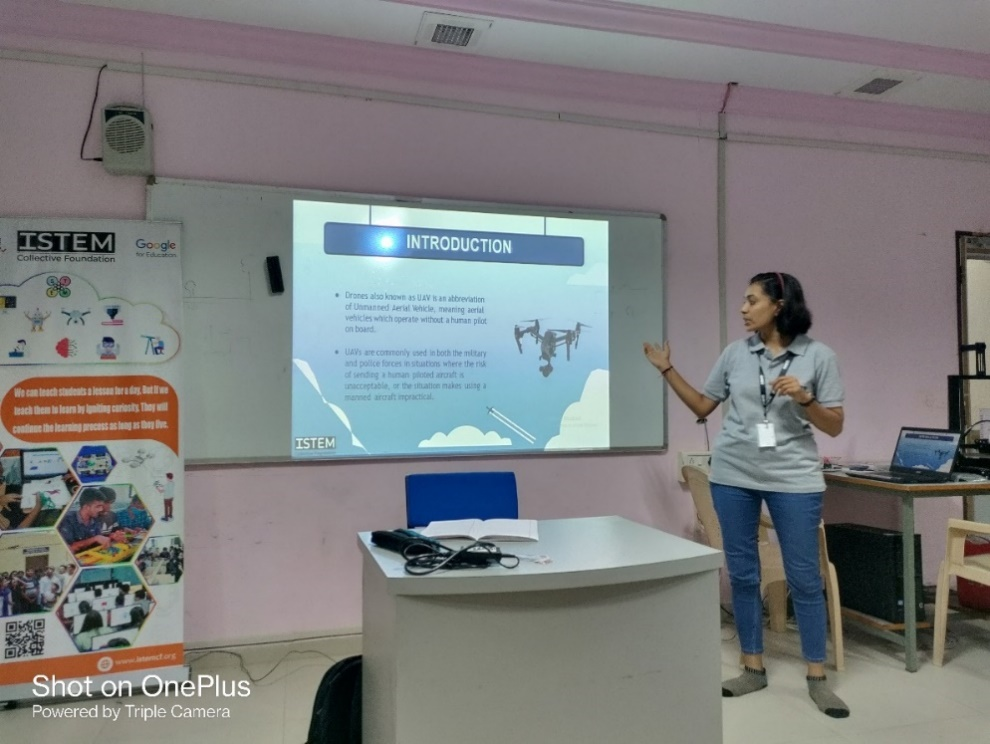 ISTEM
Collective Foundation
Google
for Education
We can teach students a lesson for a day, But if we
teach them to learn by igniting curiosity, They will
continue the learning process as long as they live.
www.istemcf.org
INTRODUCTION
Drones also known as UAV is an abbreviation
of Unmanned Aerial Vehicle, meaning aerial
vehicles which operate without a human pilot
on board.
UAVs are commonly used in both the military
and police forces in situations where the risk
of sending a human piloted aircraft is
unacceptable, or the situation makes using a
manned aircraft impractical.
ISTEM
Shot on OnePlus
Powered by Triple Camera